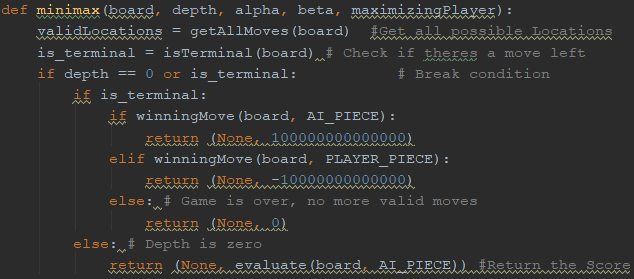 def minimax(board, depth, alpha, beta, maximizingPlayer):
    validLocations = getAllMoves(board)  #Get all possible Locations
    is_terminal = isTerminal(board) # Check if theres a move left
    if depth == 0 or is_terminal:           # Break condition
        if is_terminal:
            if winningMove(board, AI_PIECE):
                return (None, 100000000000000)
            elif winningMove(board, PLAYER_PIECE):
                return (None, -10000000000000)
            else: # Game is over, no more valid moves
                return (None, 0)
        else: # Depth is zero
            return (None, evaluate(board, AI_PIECE)) #Return the Score